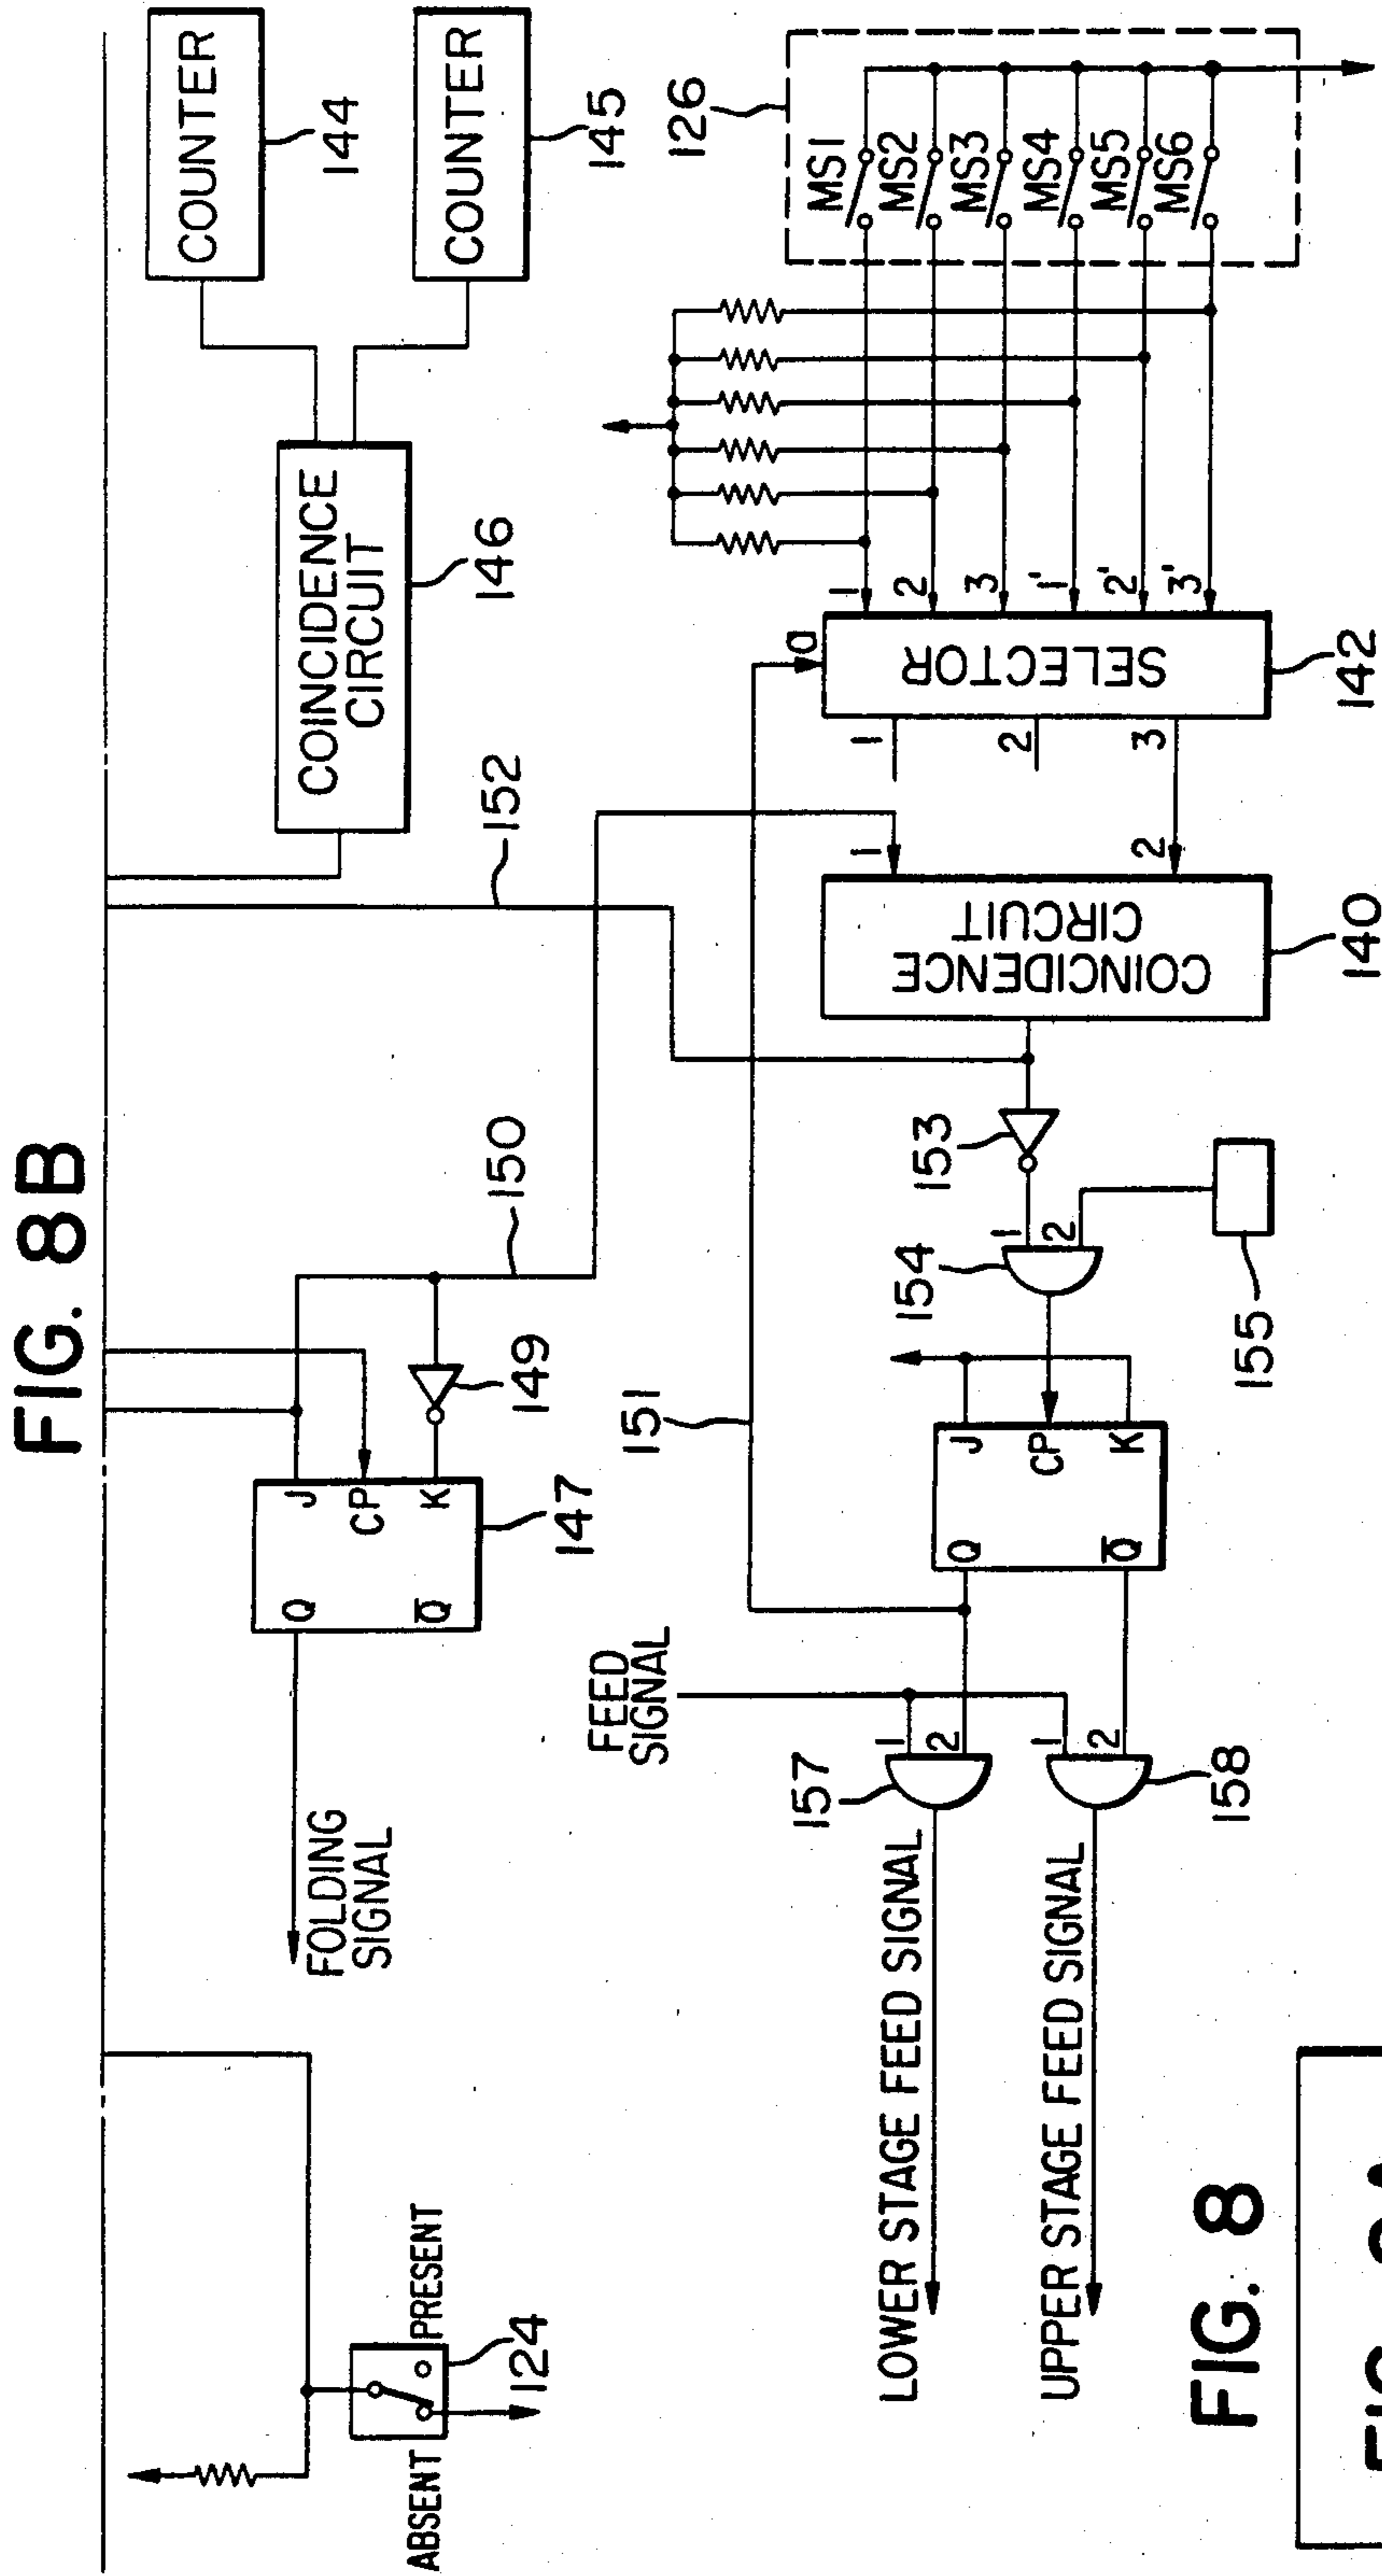 FIG. 8B
COUNTER
144
COUNTER
145
COINCIDENCE
CIRCUIT
146
152
150
149
J
CP
K
Q
Q̅
147
FOLDING
SIGNAL
PRESENT
ABSENT
124
126
MS1
MS2
MS3
MS4
MS5
MS6
1
2
3
1'
2'
3'
a
SELECTOR
142
1
2
3
1
2
COINCIDENCE
CIRCUIT
140
153
1
2
154
155
151
J
CP
K
Q
Q̅
FEED
SIGNAL
1
2
157
1
2
158
LOWER STAGE FEED SIGNAL
UPPER STAGE FEED SIGNAL
FIG. 8